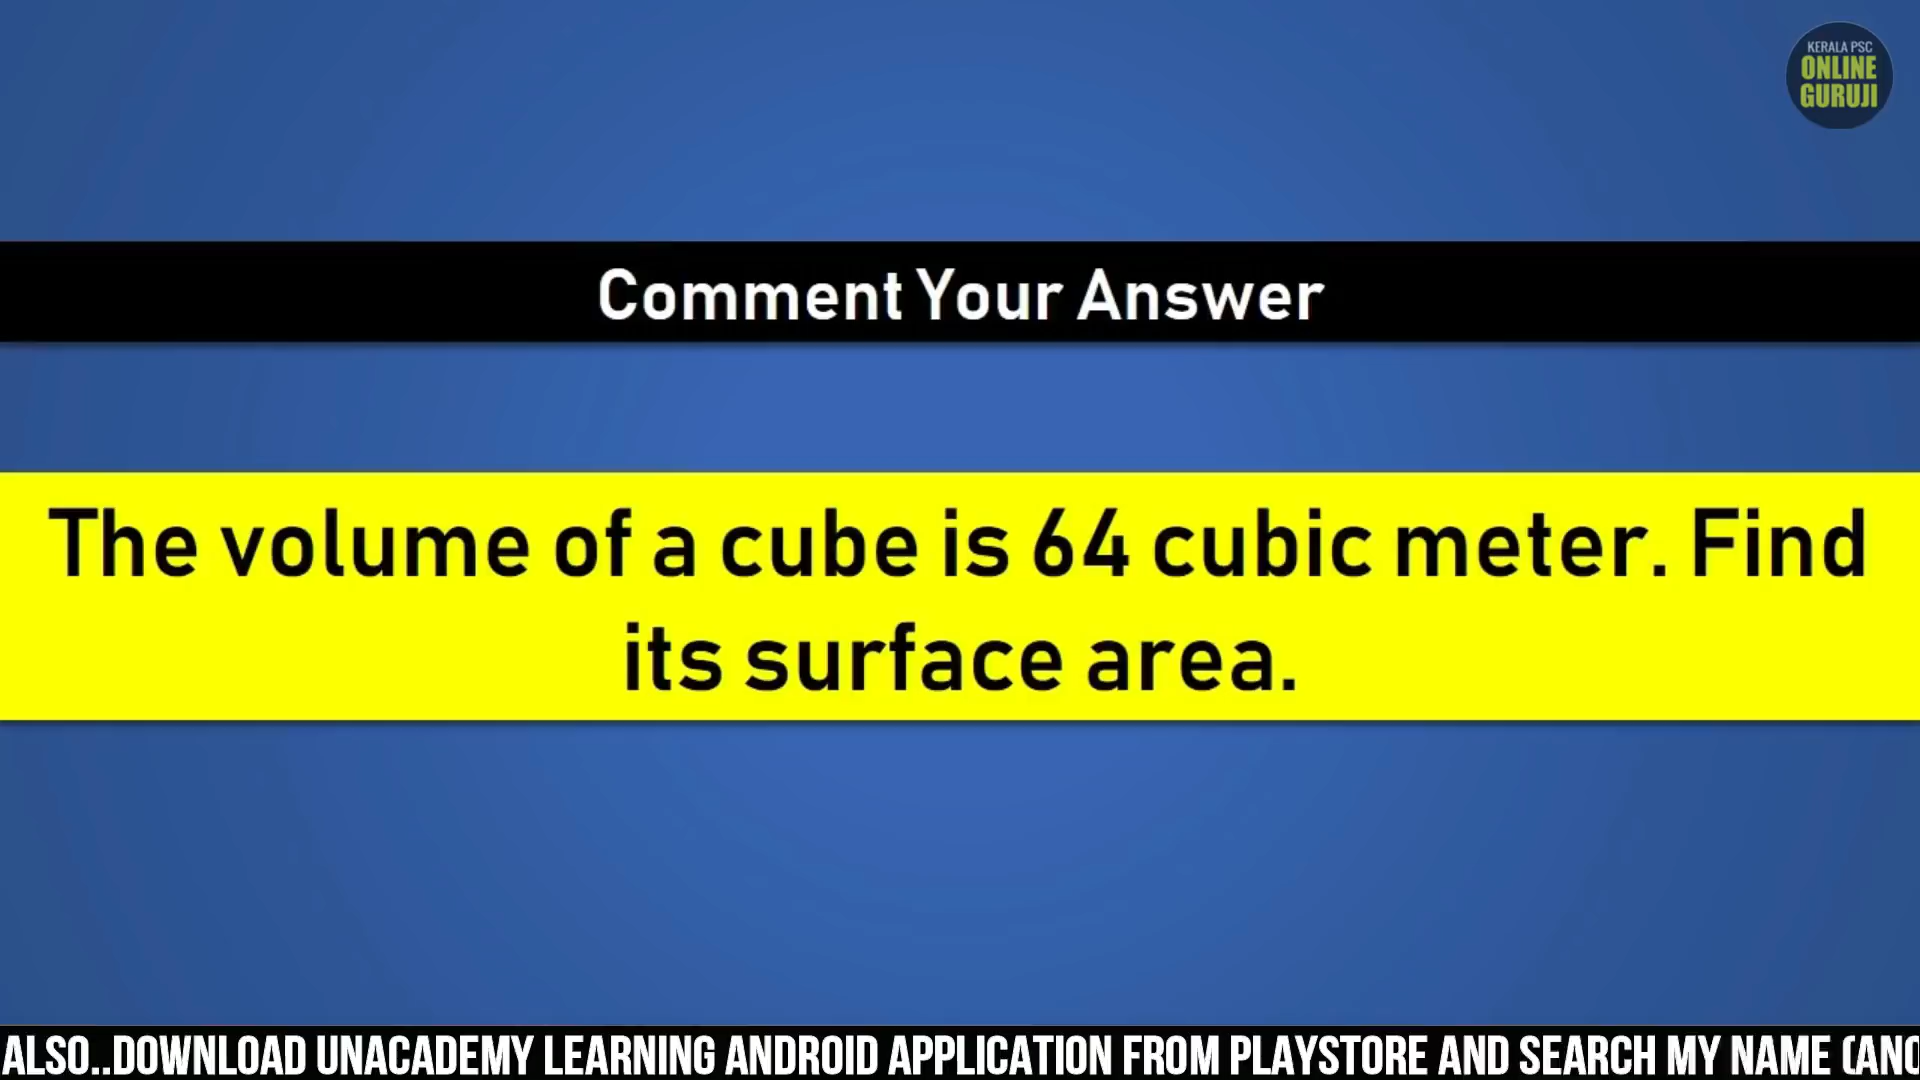 KERALA PSC
ONLINE
GURUJI
Comment Your Answer
The volume of a cube is 64 cubic meter. Find
its surface area.
ALSO..DOWNLOAD UNACADEMY LEARNING ANDROID APPLICATION FROM PLAYSTORE AND SEARCH MY NAME